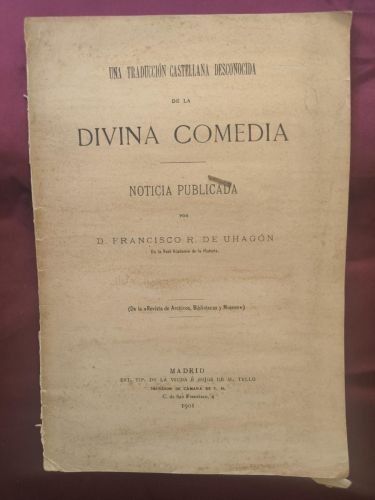 UNA TRADUCCIÓN CASTELLANA DESCONOCIDA
DE LA
DIVINA COMEDIA
NOTICIA PUBLICADA
POR
D. FRANCISCO R. DE UHAGÓN
De la Real Academia de la Historia.
(De la «Revista de Archivos, Bibliotecas y Museos»)
MADRID
EST. TIP. DE LA VIUDA É HIJOS DE M. TELLO
IMPRESOR DE CÁMARA DE S. M.
C. de San Francisco, 4
1901